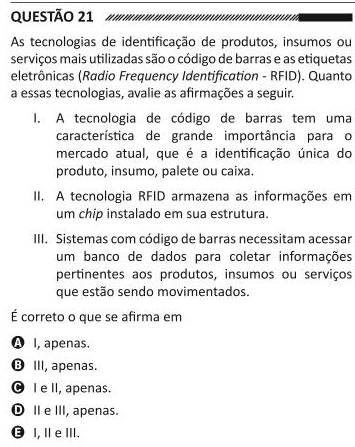 QUESTÃO 21
As tecnologias de identificação de produtos, insumos ou
serviços mais utilizadas são o código de barras e as etiquetas
eletrônicas (Radio Frequency Identification - RFID). Quanto
a essas tecnologias, avalie as afirmações a seguir.
I. A tecnologia de código de barras tem uma
característica de grande importância para o
mercado atual, que é a identificação única do
produto, insumo, palete ou caixa.
II. A tecnologia RFID armazena as informações em
um chip instalado em sua estrutura.
III. Sistemas com código de barras necessitam acessar
um banco de dados para coletar informações
pertinentes aos produtos, insumos ou serviços
que estão sendo movimentados.
É correto o que se afirma em
A I, apenas.
B III, apenas.
C I e II, apenas.
D II e III, apenas.
E I, II e III.